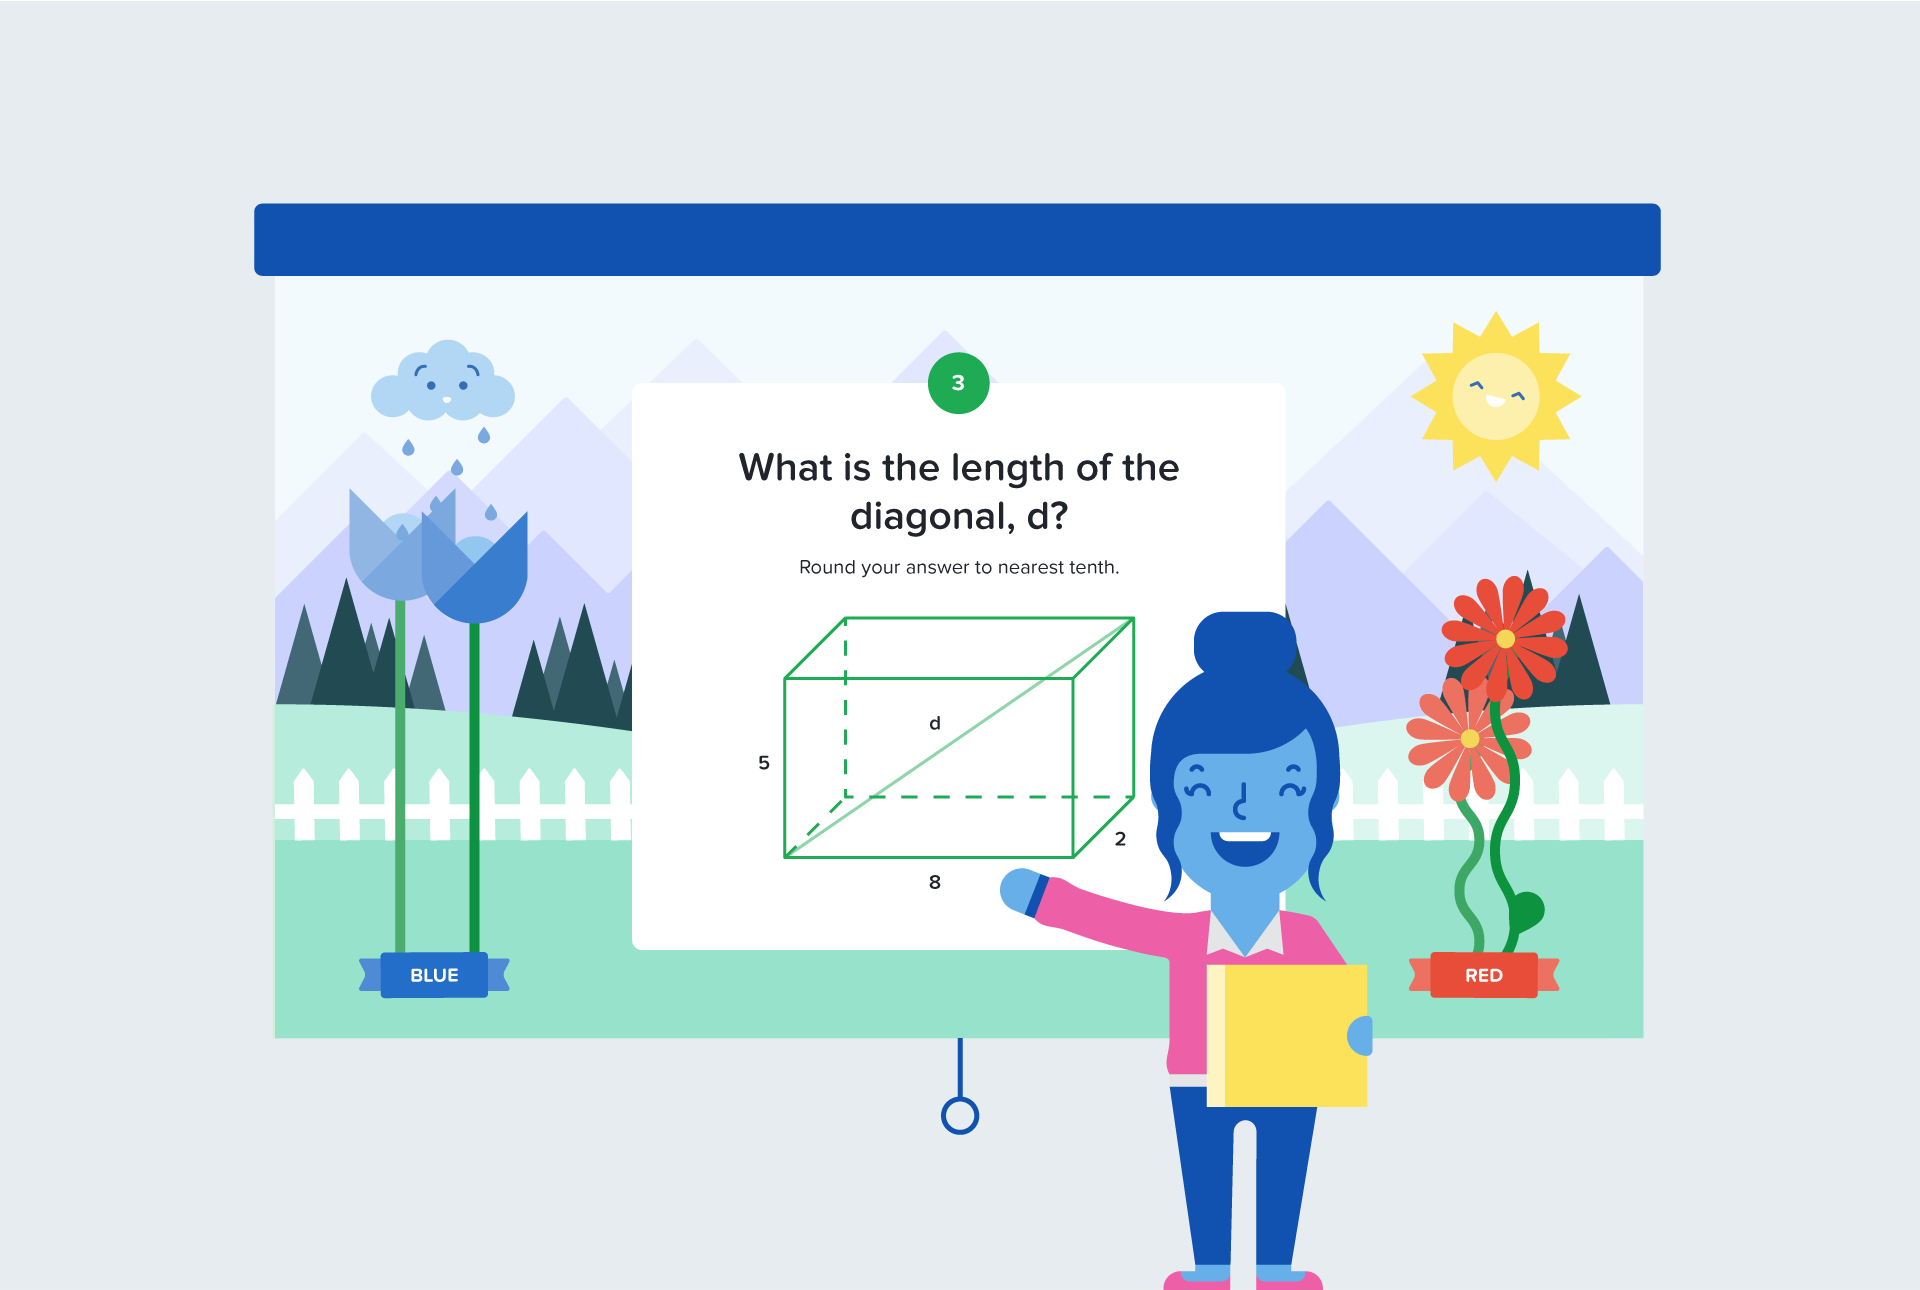 3
What is the length of the
diagonal, d?
Round your answer to nearest tenth.
d
5
2
8
BLUE
RED